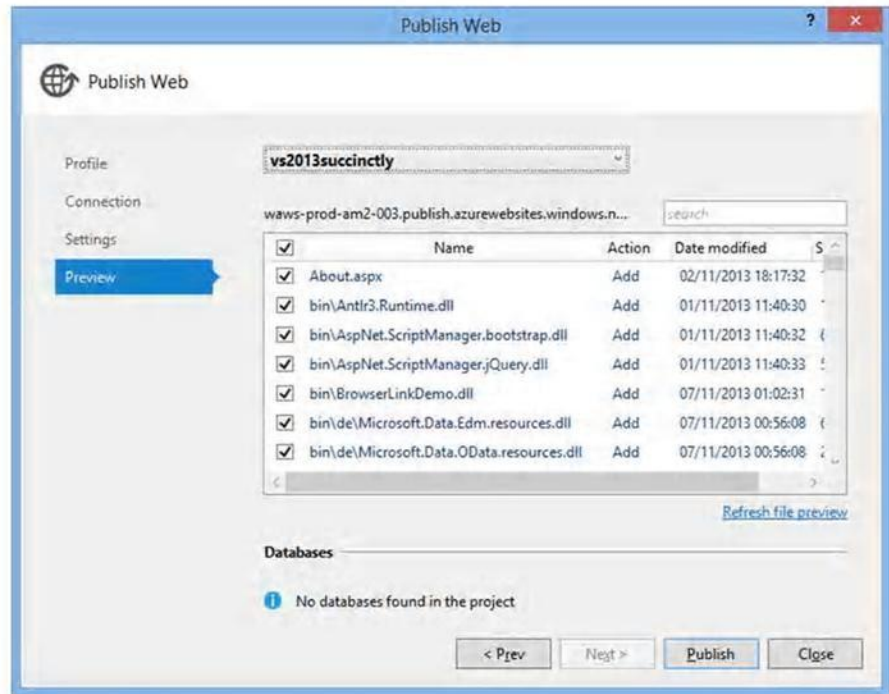 Publish Web
?
Publish Web
Profile
Connection
Settings
Preview
vs2013succinctly
waws-prod-am2-003.publish.azurewebsites.windows.n...
search
Name Action Date modified S
About.aspx Add 02/11/2013 18:17:32
bin\Antlr3.Runtime.dll Add 01/11/2013 11:40:30
bin\AspNet.ScriptManager.bootstrap.dll Add 01/11/2013 11:40:32
bin\AspNet.ScriptManager.jQuery.dll Add 01/11/2013 11:40:33
bin\BrowserLinkDemo.dll Add 07/11/2013 01:02:31
bin\de\Microsoft.Data.Edm.resources.dll Add 07/11/2013 00:56:08
bin\de\Microsoft.Data.OData.resources.dll Add 07/11/2013 00:56:08
Refresh file preview
Databases
No databases found in the project
< Prev Next > Publish Close